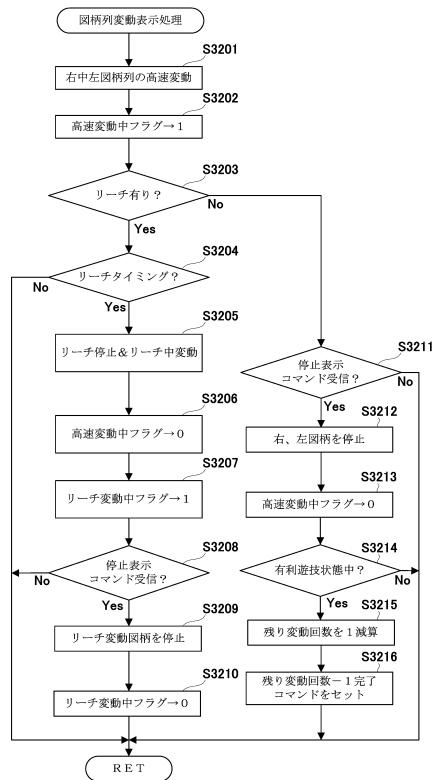 図柄列変動表示処理
S3201
右中左図柄列の高速変動
S3202
高速変動中フラグ→１
S3203
リーチ有り？
No
Yes
S3204
リーチタイミング？
No
Yes
S3205
リーチ停止＆リーチ中変動
S3206
高速変動中フラグ→０
S3207
リーチ変動中フラグ→１
S3208
停止表示
コマンド受信？
No
Yes
S3209
リーチ変動図柄を停止
S3210
リーチ変動中フラグ→０
S3211
停止表示
コマンド受信？
No
Yes
S3212
右、左図柄を停止
S3213
高速変動中フラグ→０
S3214
有利遊技状態中？
No
Yes
S3215
残り変動回数を１減算
S3216
残り変動回数－１完了
コマンドをセット
ＲＥＴ